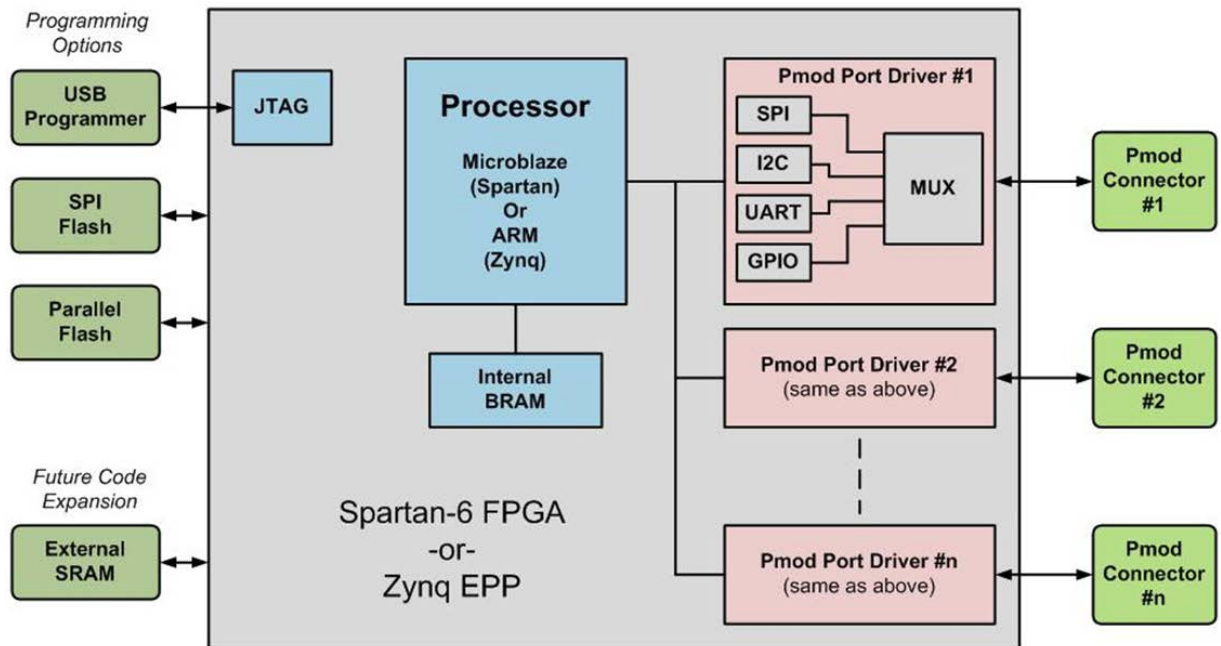 Programming
Options
USB
Programmer
SPI
Flash
Parallel
Flash
Future Code
Expansion
External
SRAM
JTAG
Processor
Microblaze
(Spartan)
Or
ARM
(Zynq)
Internal
BRAM
Spartan-6 FPGA
-or-
Zynq EPP
Pmod Port Driver #1
SPI
I2C
UART
GPIO
MUX
Pmod Port Driver #2
(same as above)
Pmod Port Driver #n
(same as above)
Pmod
Connector
#1
Pmod
Connector
#2
Pmod
Connector
#n